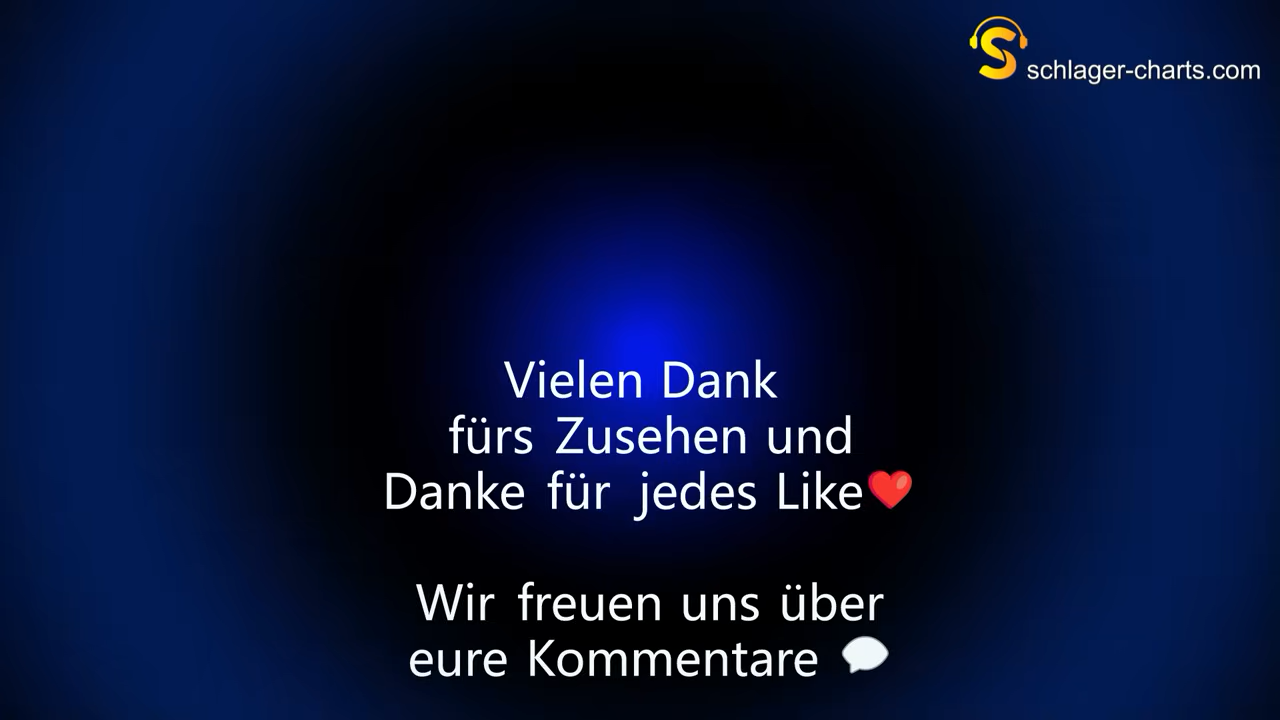 schlager-charts.com
Vielen Dank
fürs Zusehen und
Danke für jedes Like❤️
Wir freuen uns über
eure Kommentare 💬